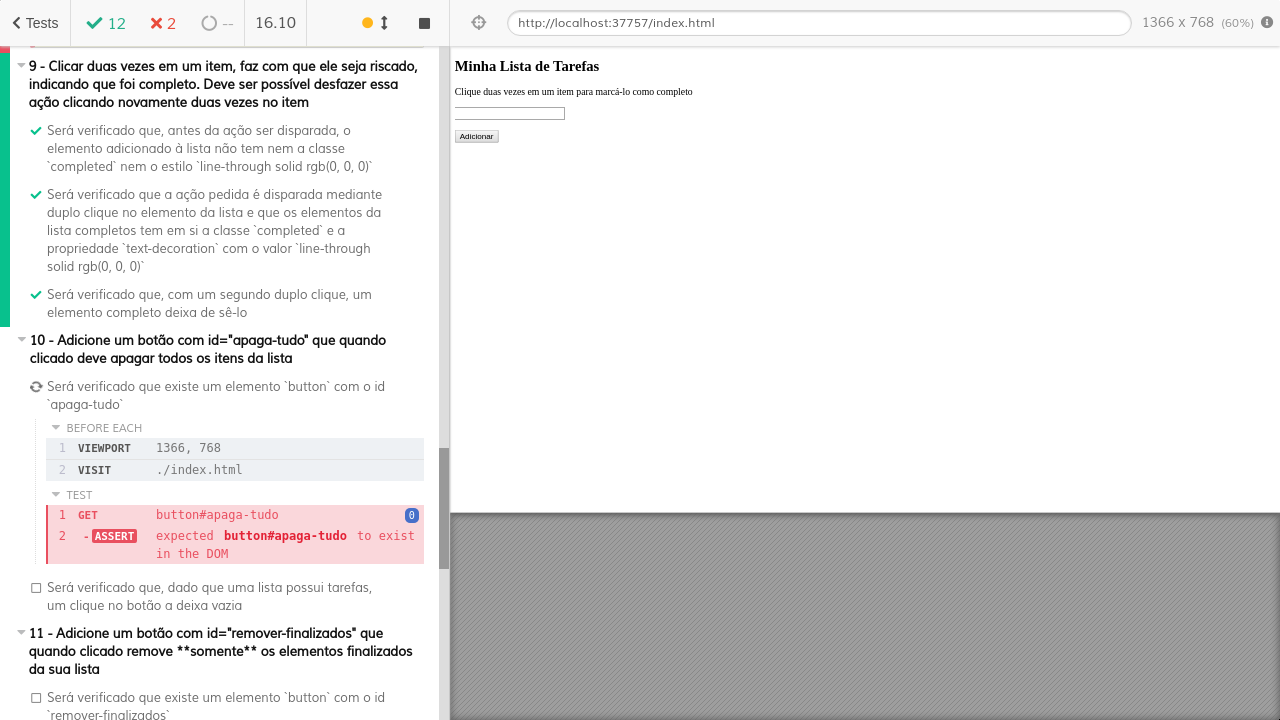 Tests
12
2
--
16.10
http://localhost:37757/index.html
1366 x 768 (60%)
9 - Clicar duas vezes em um item, faz com que ele seja riscado,
indicando que foi completo. Deve ser possível desfazer essa
ação clicando novamente duas vezes no item
Será verificado que, antes da ação ser disparada, o
elemento adicionado à lista não tem nem a classe
`completed` nem o estilo `line-through solid rgb(0, 0, 0)`
Será verificado que a ação pedida é disparada mediante
duplo clique no elemento da lista e que os elementos da
lista completos tem em si a classe `completed` e a
propriedade `text-decoration` com o valor `line-through
solid rgb(0, 0, 0)`
Será verificado que, com um segundo duplo clique, um
elemento completo deixa de sê-lo
10 - Adicione um botão com id="apaga-tudo" que quando
clicado deve apagar todos os itens da lista
Será verificado que existe um elemento `button` com o id
`apaga-tudo`
BEFORE EACH
1 VIEWPORT 1366, 768
2 VISIT ./index.html
TEST
1 GET button#apaga-tudo 0
2 -ASSERT expected button#apaga-tudo to exist
in the DOM
Será verificado que, dado que uma lista possui tarefas,
um clique no botão a deixa vazia
11 - Adicione um botão com id="remover-finalizados" que
quando clicado remove **somente** os elementos finalizados
da sua lista
Será verificado que existe um elemento `button` com o id
`remover-finalizados`
Minha Lista de Tarefas
Clique duas vezes em um item para marcá-lo como completo
Adicionar